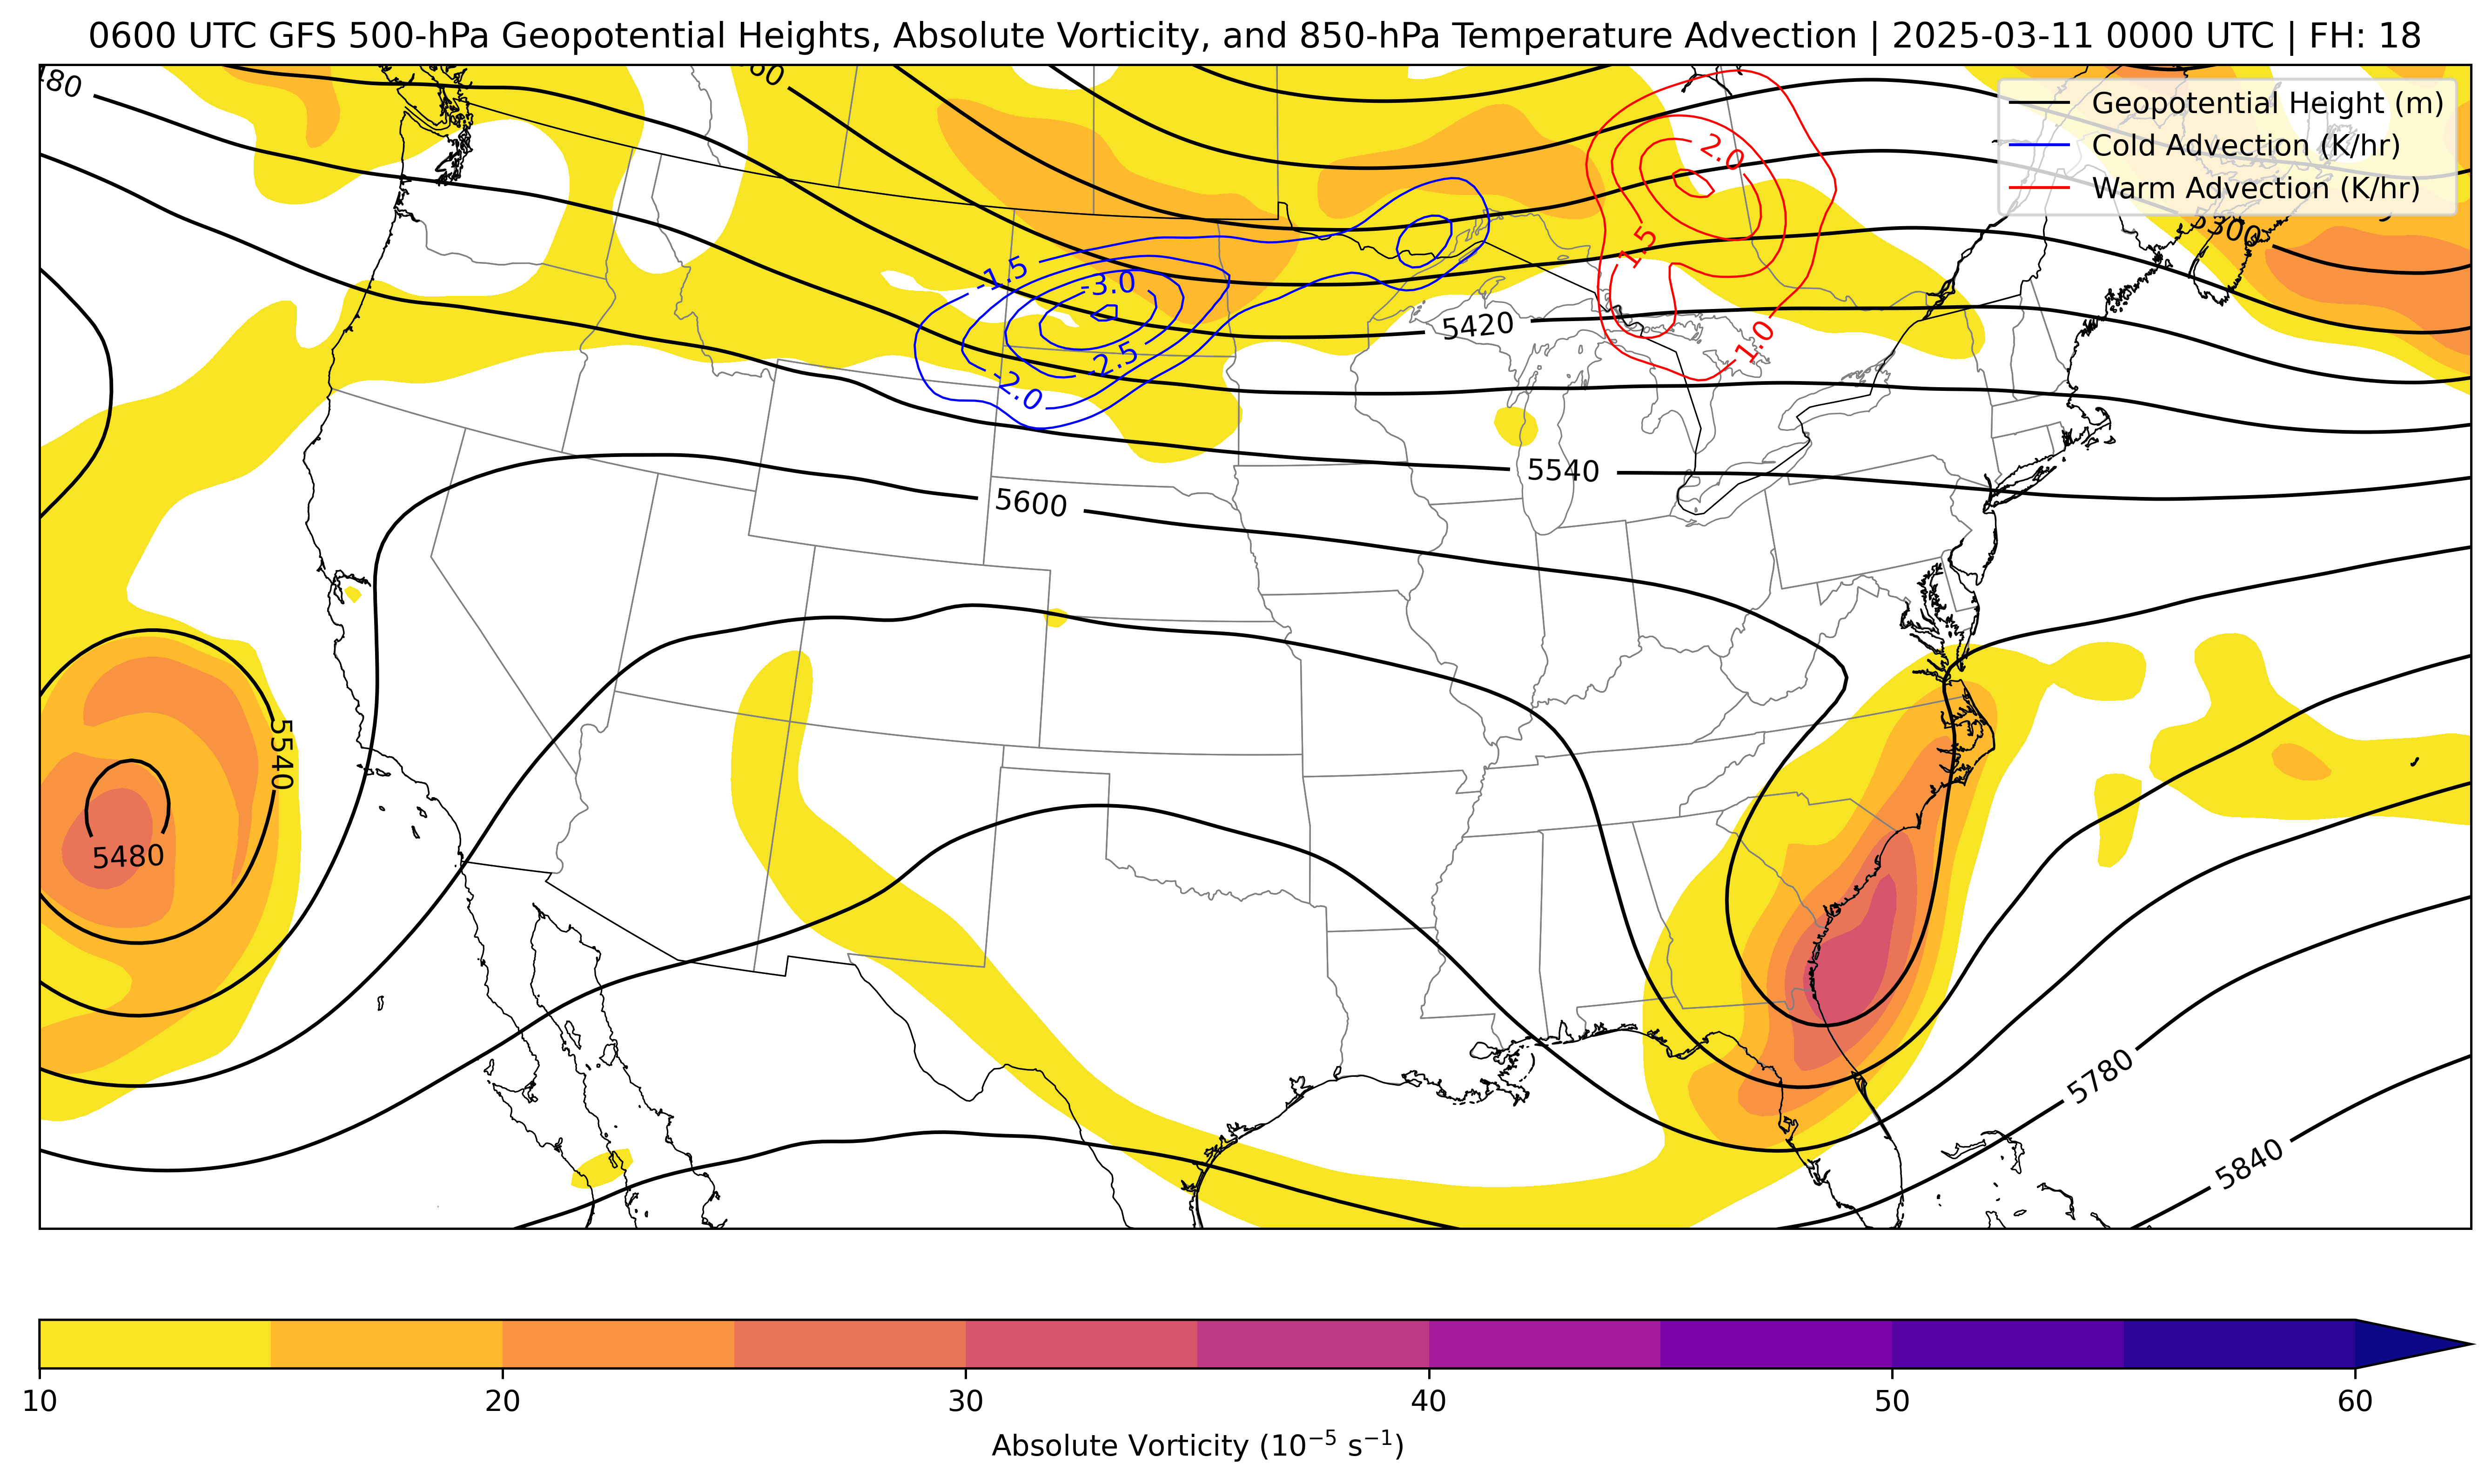 0600 UTC GFS 500-hPa Geopotential Heights, Absolute Vorticity, and 850-hPa Temperature Advection | 2025-03-11 0000 UTC | FH: 18
Geopotential Height (m)
Cold Advection (K/hr)
Warm Advection (K/hr)
2.0
1.5
5300
-1.5
-3.0
5420
-1.0
-2.5
-2.0
5540
5600
5540
5480
5780
5840
10 20 30 40 50 60
Absolute Vorticity (10⁻⁵ s⁻¹)